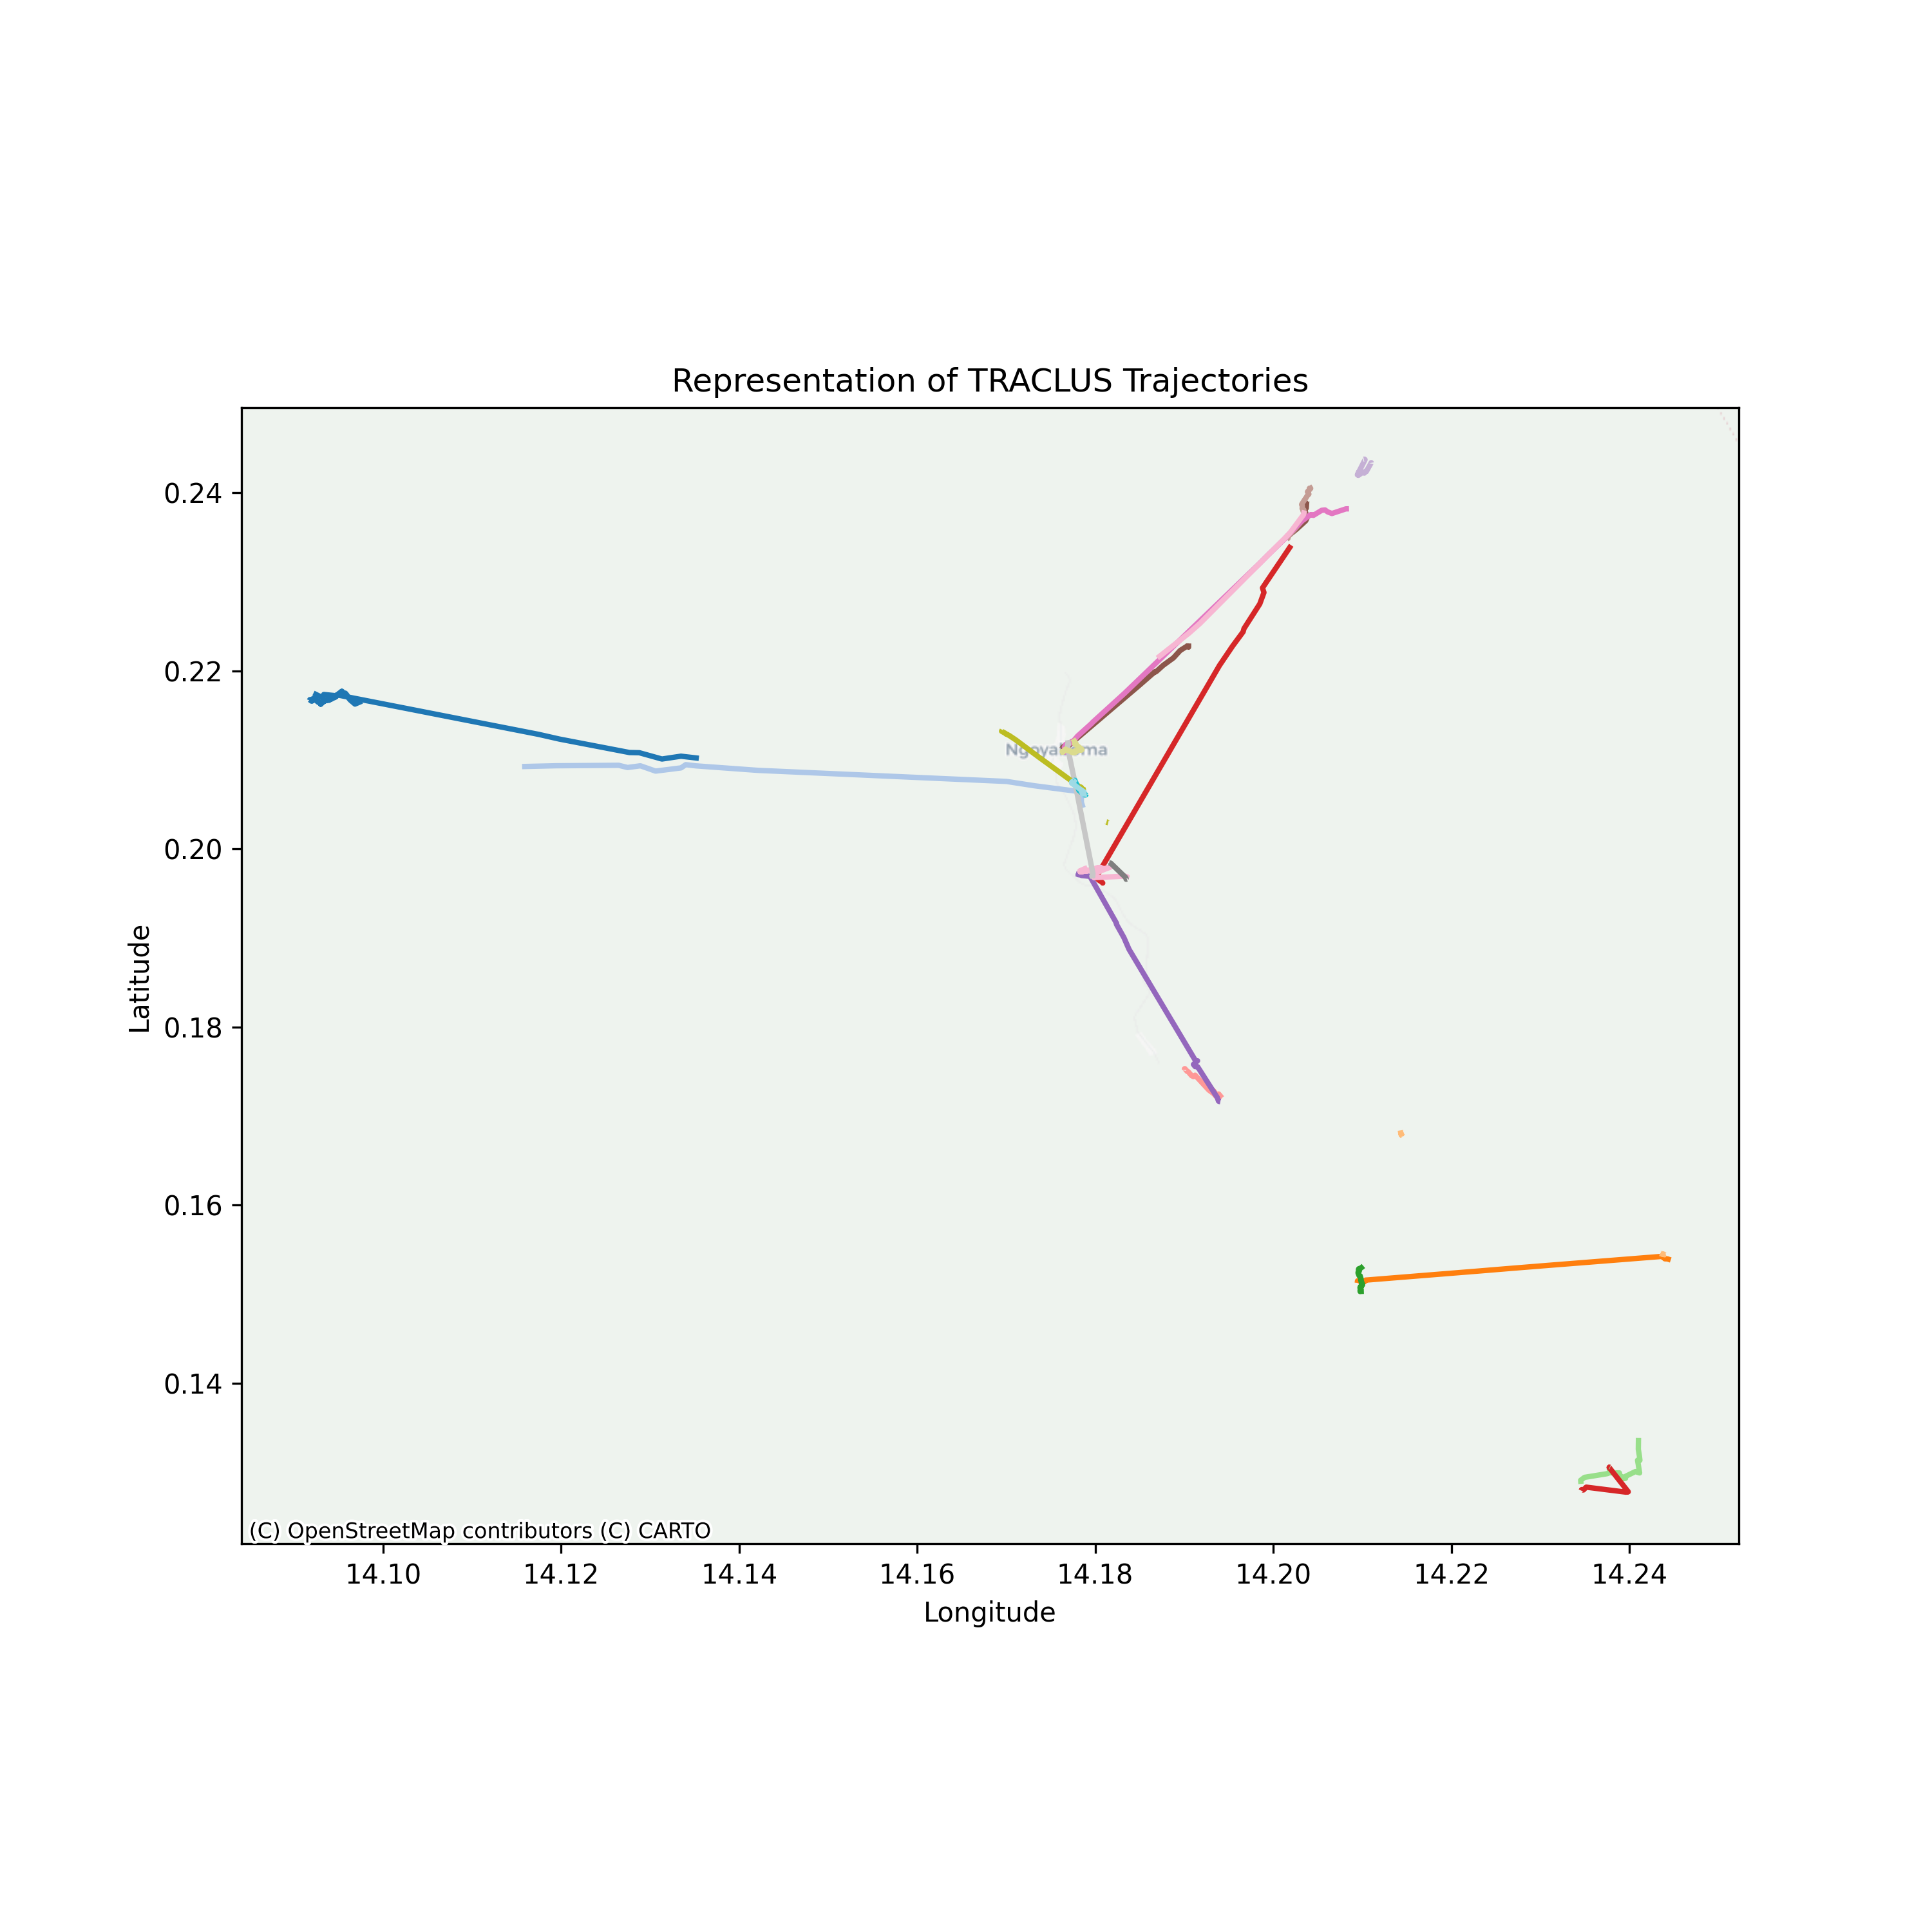 Representation of TRACLUS Trajectories
0.24
0.22
0.20
0.18
0.16
0.14
Latitude
(C) OpenStreetMap contributors (C) CARTO
14.10 14.12 14.14 14.16 14.18 14.20 14.22 14.24
Longitude